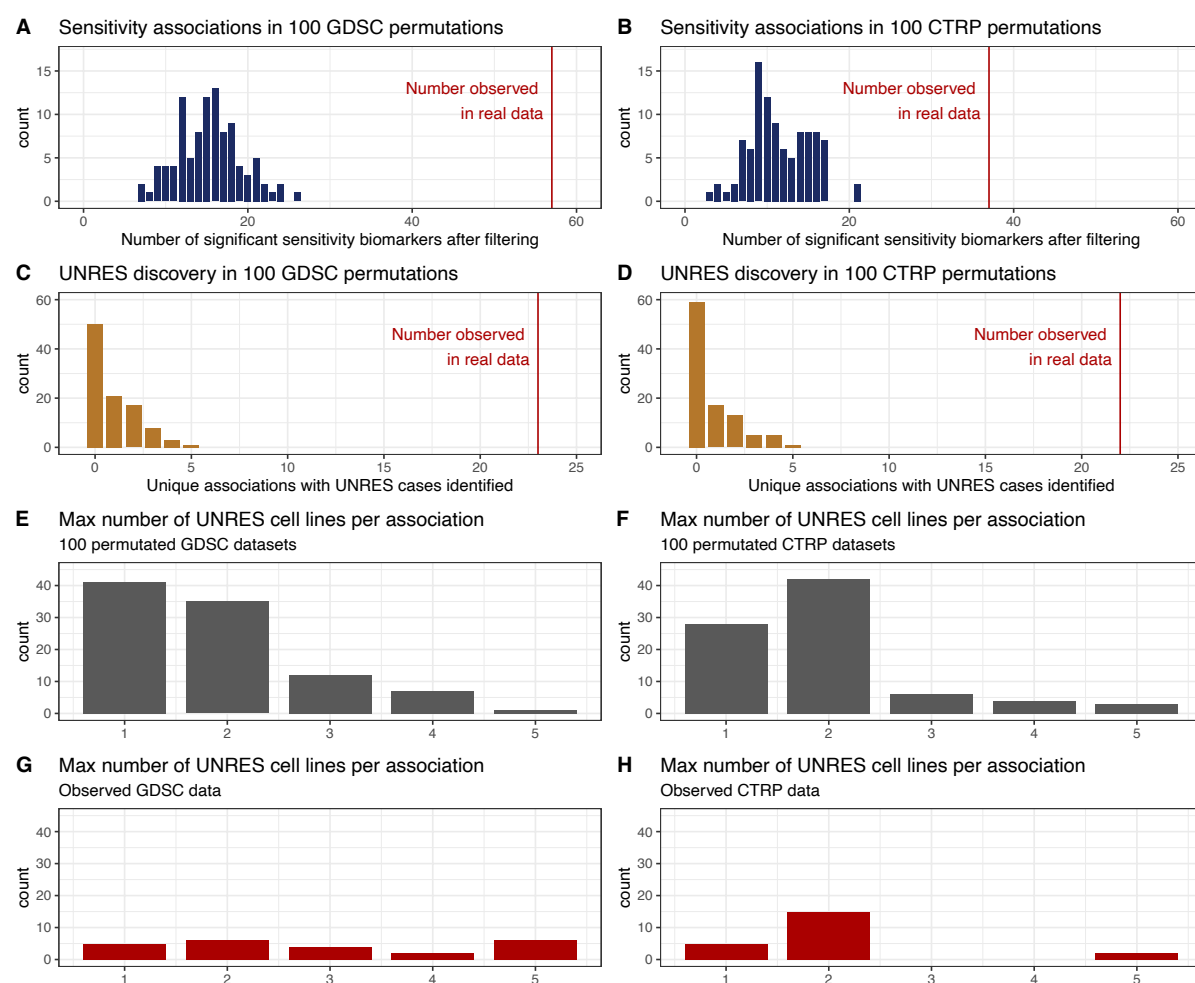 A Sensitivity associations in 100 GDSC permutations
15
10
5
0
count
Number observed
in real data
0 20 40 60
Number of significant sensitivity biomarkers after filtering
B Sensitivity associations in 100 CTRP permutations
15
10
5
0
count
Number observed
in real data
0 20 40 60
Number of significant sensitivity biomarkers after filtering
C UNRES discovery in 100 GDSC permutations
60
40
20
0
count
Number observed
in real data
0 5 10 15 20 25
Unique associations with UNRES cases identified
D UNRES discovery in 100 CTRP permutations
60
40
20
0
count
Number observed
in real data
0 5 10 15 20 25
Unique associations with UNRES cases identified
E Max number of UNRES cell lines per association
100 permutated GDSC datasets
40
30
20
10
0
count
1 2 3 4 5
F Max number of UNRES cell lines per association
100 permutated CTRP datasets
40
30
20
10
0
count
1 2 3 4 5
G Max number of UNRES cell lines per association
Observed GDSC data
40
30
20
10
0
count
1 2 3 4 5
H Max number of UNRES cell lines per association
Observed CTRP data
40
30
20
10
0
count
1 2 3 4 5